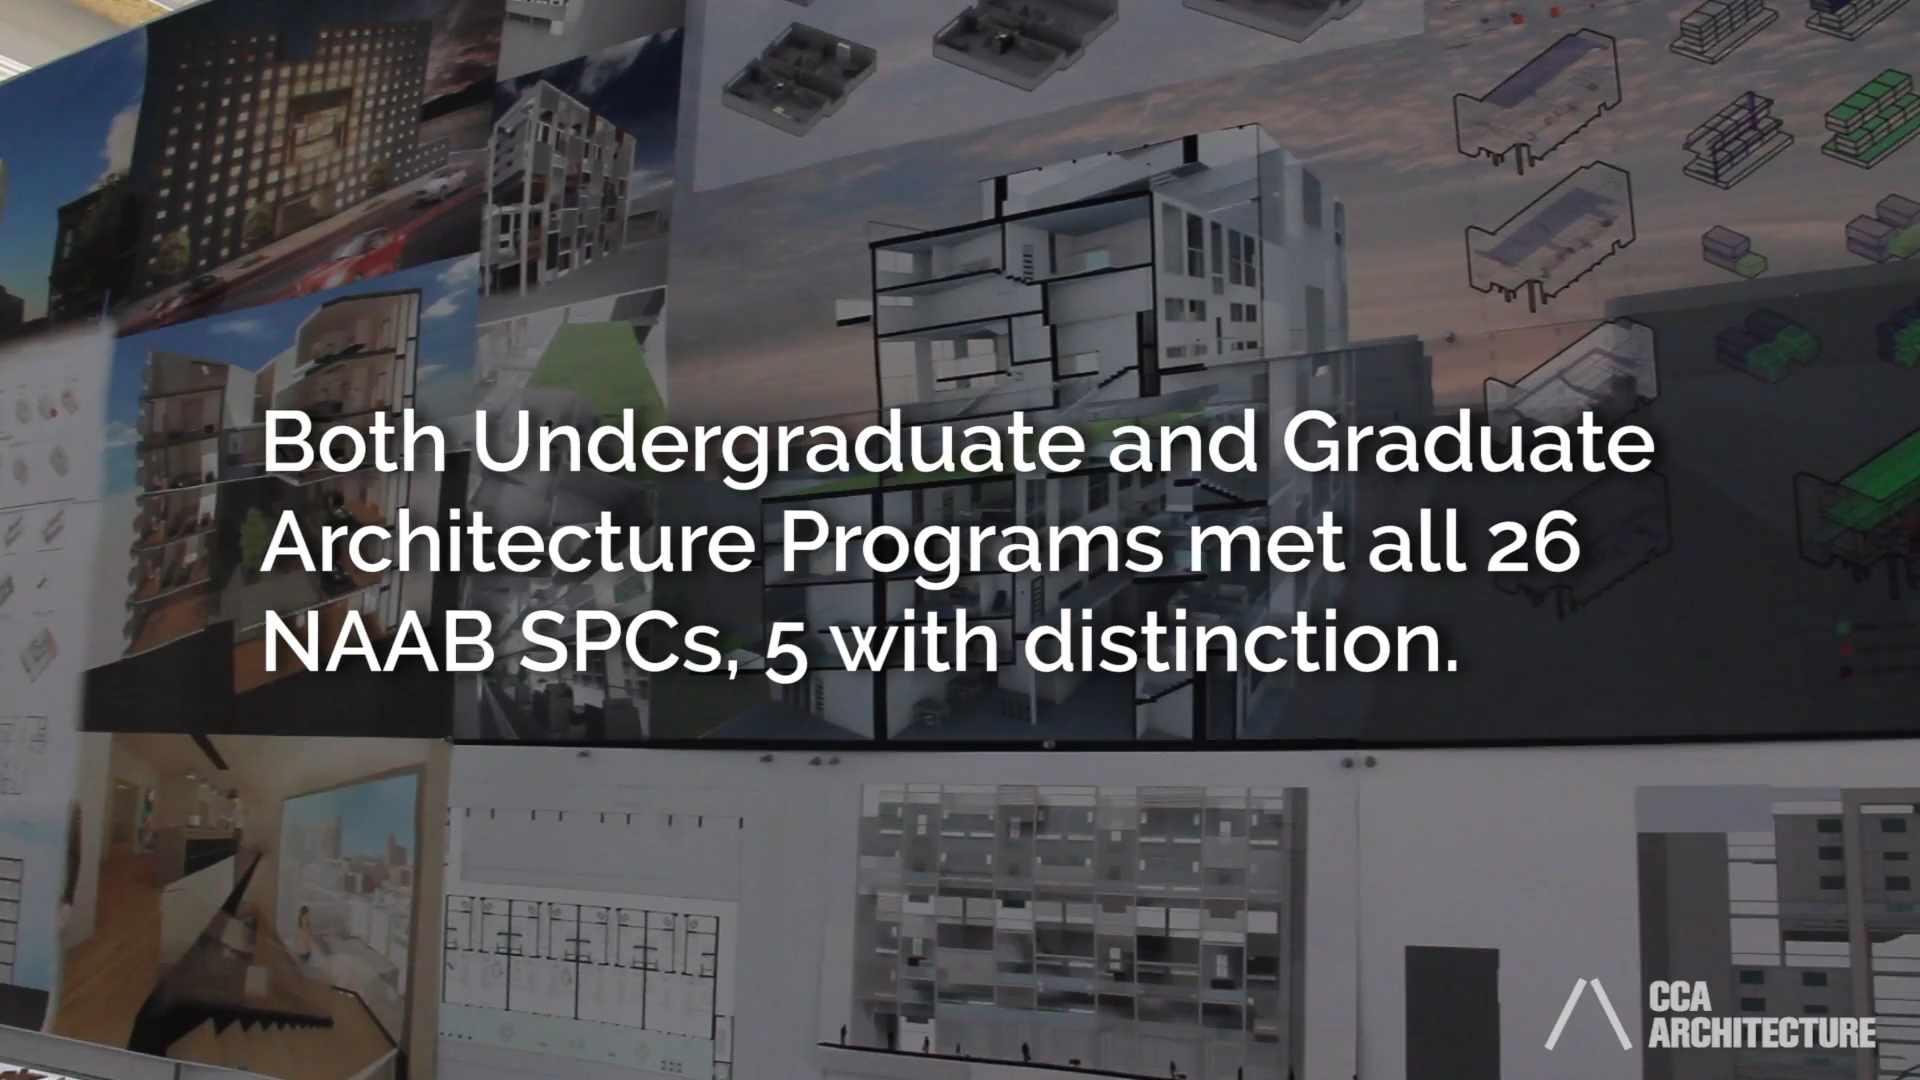 Both Undergraduate and Graduate
Architecture Programs met all 26
NAAB SPCs, 5 with distinction.
CCA
ARCHITECTURE